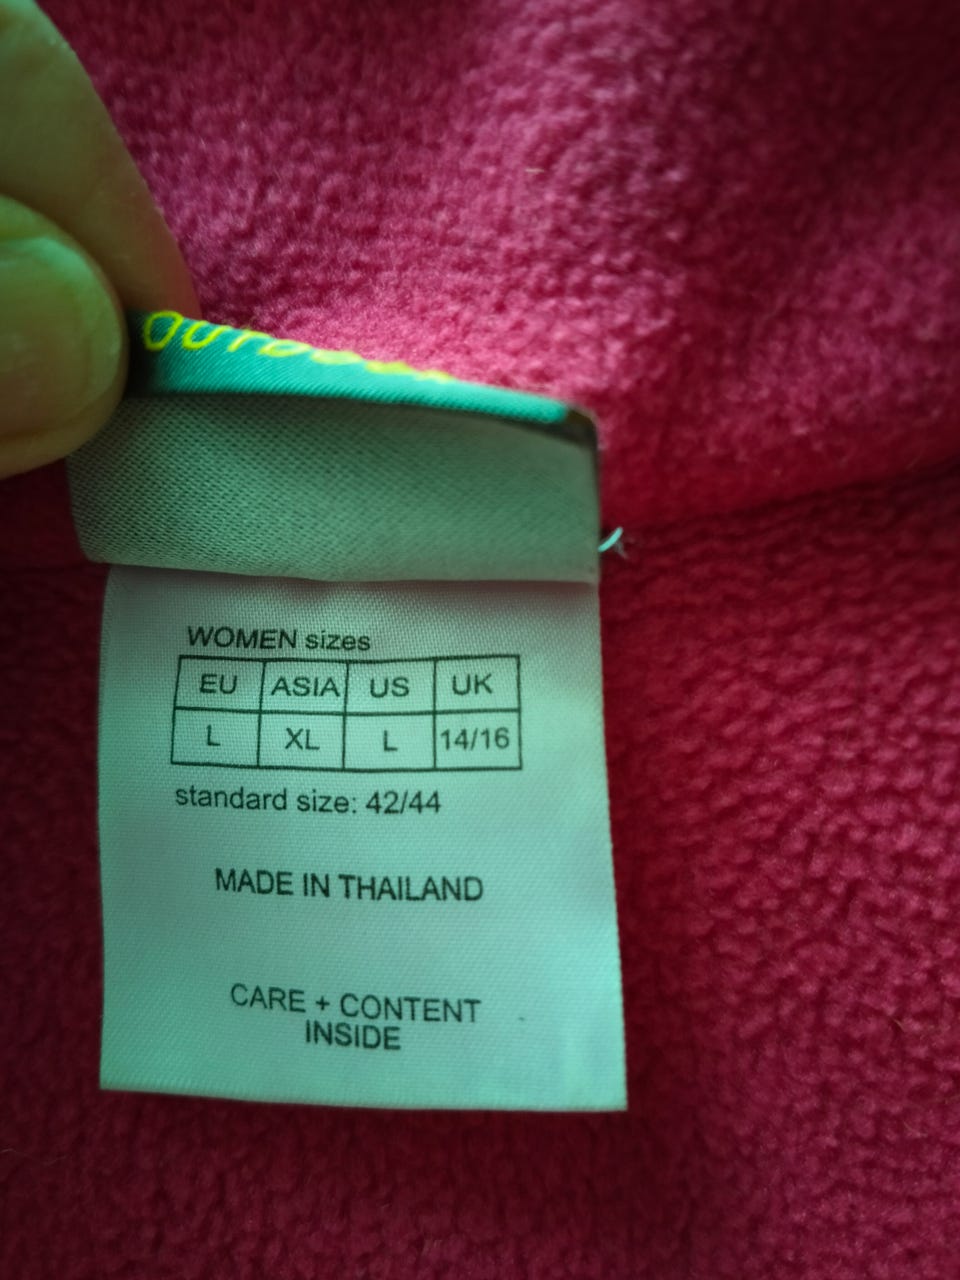 OUTDOOR
WOMEN sizes
EU ASIA US UK
L XL L 14/16
standard size: 42/44
MADE IN THAILAND
CARE + CONTENT
INSIDE